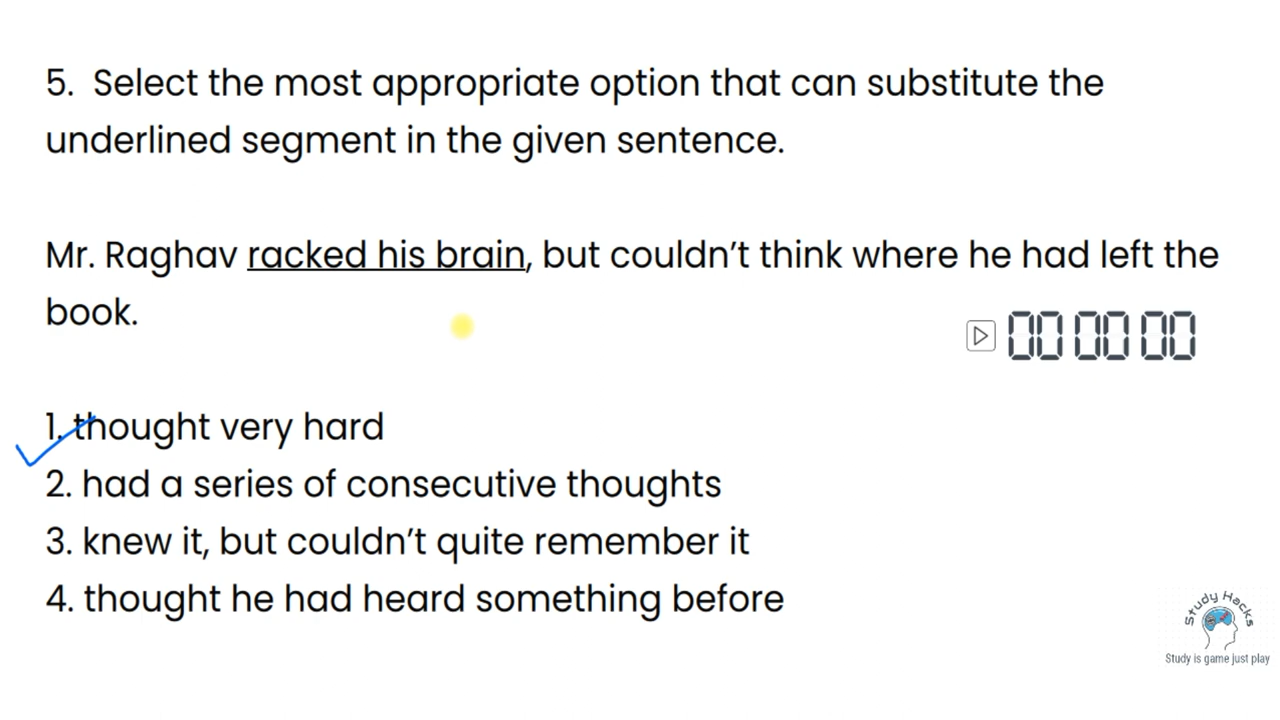 5. Select the most appropriate option that can substitute the
underlined segment in the given sentence.
Mr. Raghav racked his brain, but couldn’t think where he had left the
book.
00 00 00
1. thought very hard
2. had a series of consecutive thoughts
3. knew it, but couldn’t quite remember it
4. thought he had heard something before
Study Hacks
Study is game just play